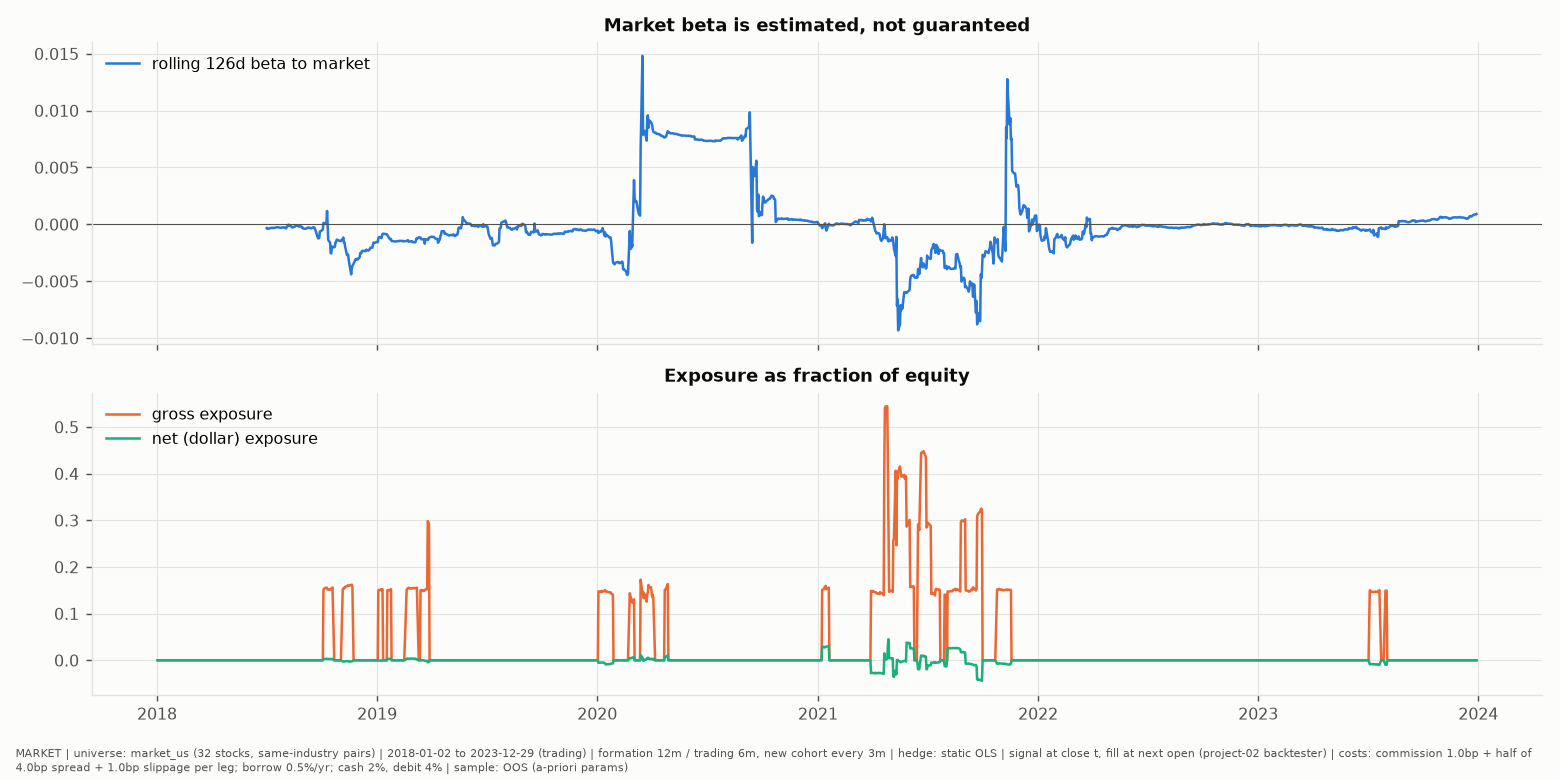 Market beta is estimated, not guaranteed
0.015
rolling 126d beta to market
0.010
0.005
0.000
−0.005
−0.010
Exposure as fraction of equity
gross exposure
net (dollar) exposure
0.5
0.4
0.3
0.2
0.1
0.0
2018 2019 2020 2021 2022 2023 2024
MARKET | universe: market_us (32 stocks, same-industry pairs) | 2018-01-02 to 2023-12-29 (trading) | formation 12m / trading 6m, new cohort every 3m | hedge: static OLS | signal at close t, fill at next open (project-02 backtester) | costs: commission 1.0bp + half of
4.0bp spread + 1.0bp slippage per leg; borrow 0.5%/yr; cash 2%, debit 4% | sample: OOS (a-priori params)